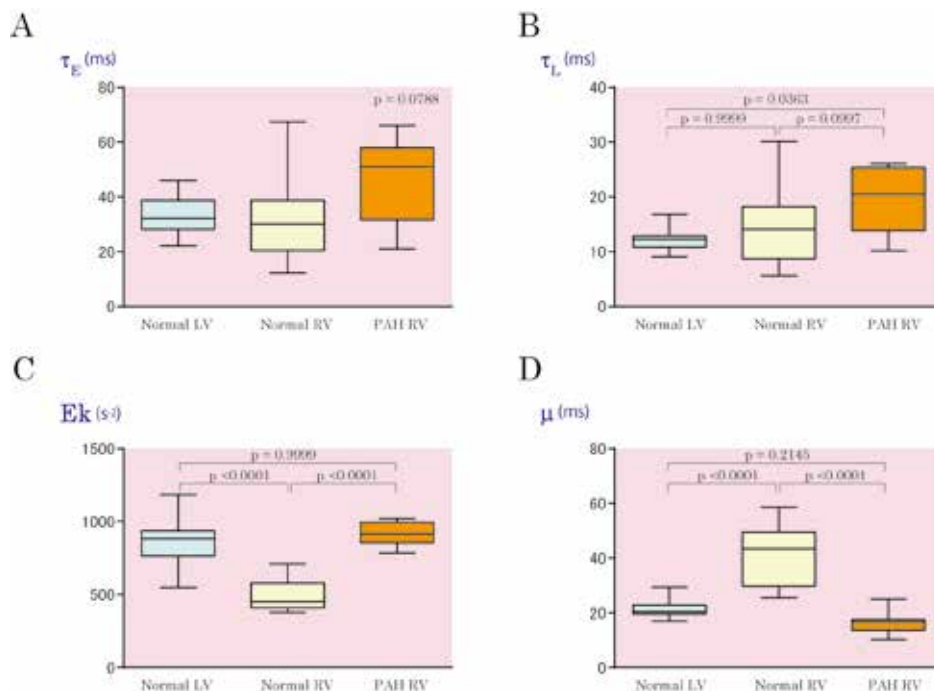 A
τE (ms)
80
60
40
20
0
p = 0.0788
Normal LV Normal RV PAH RV
B
τL (ms)
40
30
20
10
0
p = 0.0363
p = 0.9999 p = 0.0997
Normal LV Normal RV PAH RV
C
Ek (s-2)
1500
1000
500
0
p = 0.9999
p <0.0001 p <0.0001
Normal LV Normal RV PAH RV
D
μ (ms)
80
60
40
20
0
p = 0.2145
p <0.0001 p <0.0001
Normal LV Normal RV PAH RV